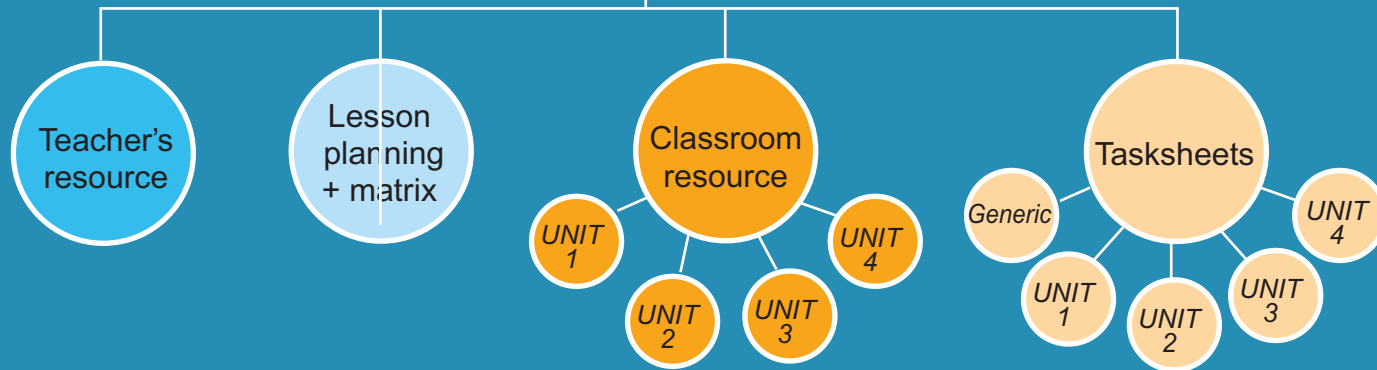 Teacher’s
resource
Lesson
planning
+ matrix
Classroom
resource
UNIT
1
UNIT
2
UNIT
3
UNIT
4
Tasksheets
Generic
UNIT
1
UNIT
2
UNIT
3
UNIT
4